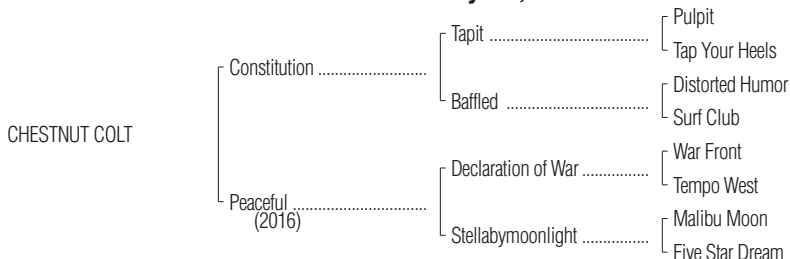 Pulpit
Tapit ......................................
Tap Your Heels
Constitution ..........................
Distorted Humor
Baffled ..................................
Surf Club
CHESTNUT COLT
War Front
Declaration of War ................
Tempo West
Peaceful ................................
(2016)
Malibu Moon
Stellabymoonlight ................
Five Star Dream